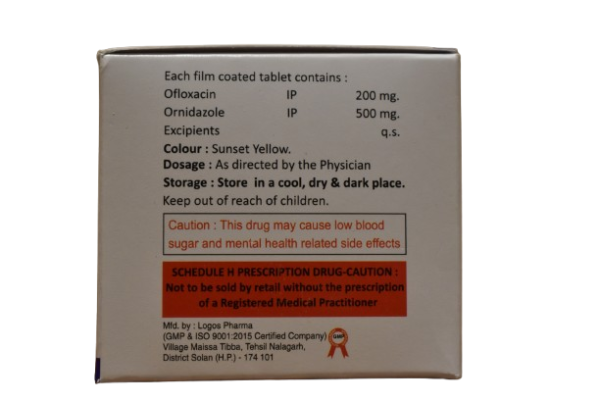 Each film coated tablet contains :
Ofloxacin IP 200 mg.
Ornidazole IP 500 mg.
Excipients q.s.
Colour : Sunset Yellow.
Dosage : As directed by the Physician
Storage : Store in a cool, dry & dark place.
Keep out of reach of children.
Caution : This drug may cause low blood
sugar and mental health related side effects
SCHEDULE H PRESCRIPTION DRUG-CAUTION :
Not to be sold by retail without the prescription
of a Registered Medical Practitioner
Mfd. by : Logos Pharma
(GMP & ISO 9001:2015 Certified Company)
Village Maissa Tibba, Tehsil Nalagarh,
District Solan (H.P.) - 174 101